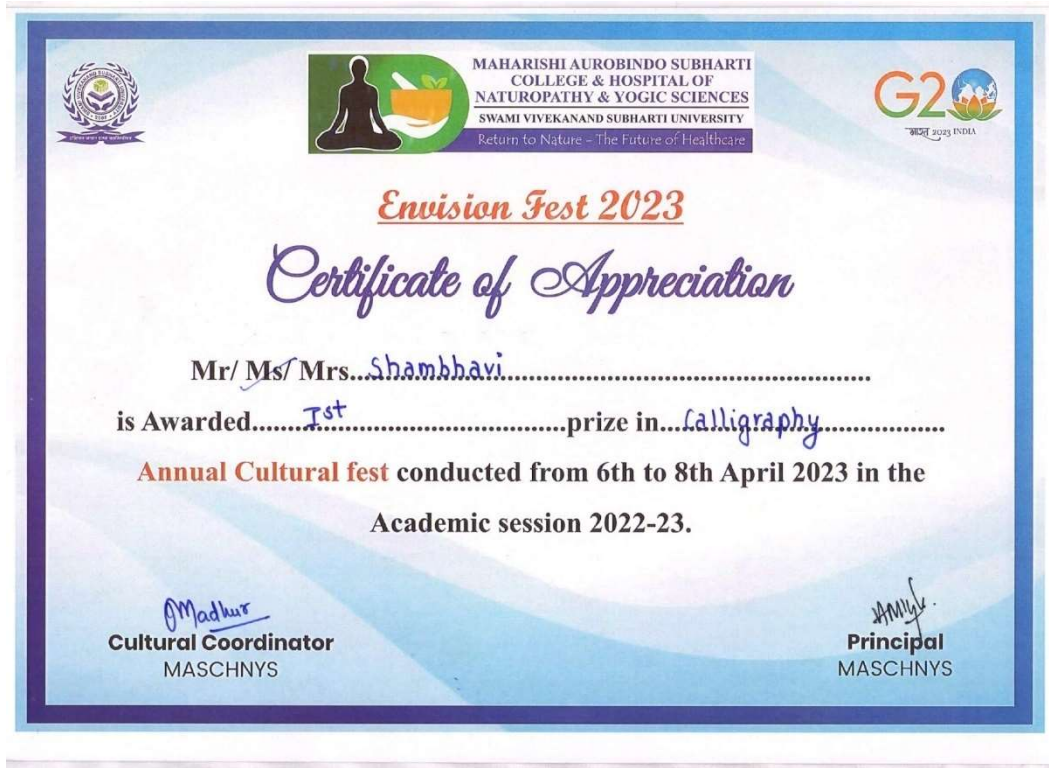 MAHARISHI AUROBINDO SUBHARTI
COLLEGE & HOSPITAL OF
NATUROPATHY & YOGIC SCIENCES
SWAMI VIVEKANAND SUBHARTI UNIVERSITY
Return to Nature – The Future of Healthcare
G20
भारत 2023 INDIA
Envision Fest 2023
Certificate of Appreciation
Mr/ Ms/ Mrs...Shambhavi...
is Awarded...Ist...prize in...Calligraphy...
Annual Cultural fest conducted from 6th to 8th April 2023 in the
Academic session 2022-23.
Madhur
Cultural Coordinator
MASCHNYS
Principal
MASCHNYS